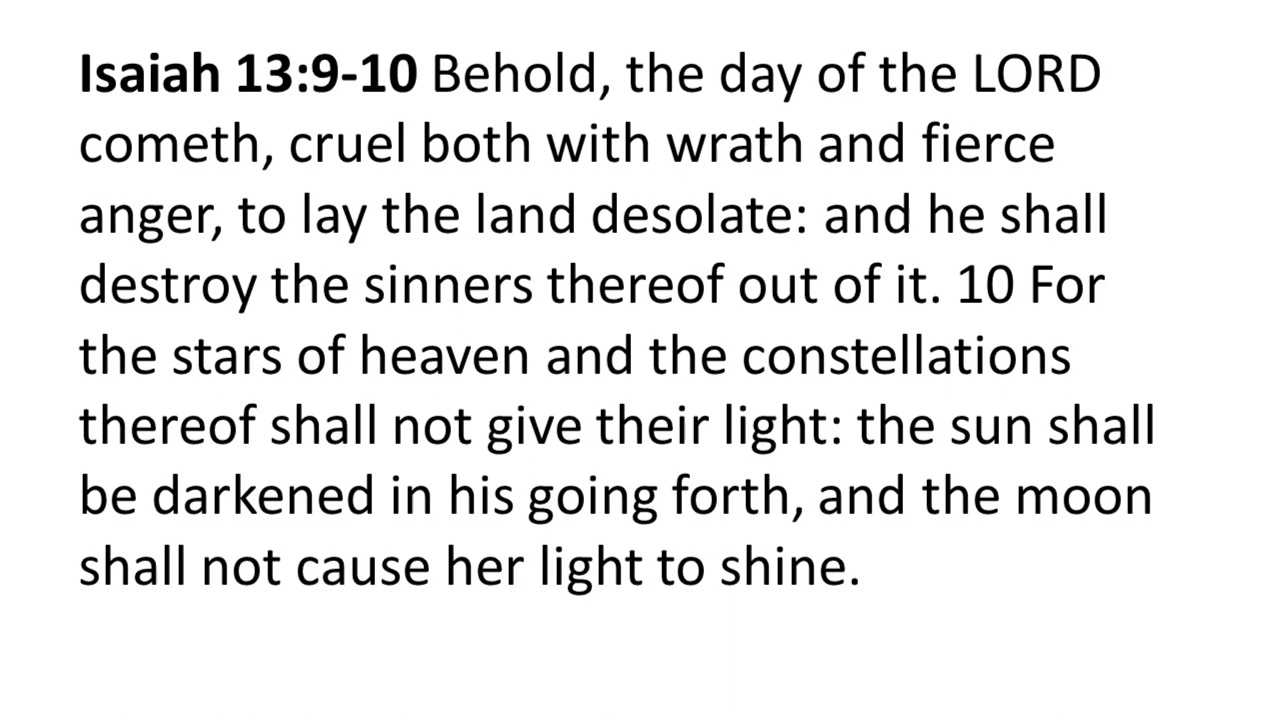 Isaiah 13:9-10 Behold, the day of the LORD
cometh, cruel both with wrath and fierce
anger, to lay the land desolate: and he shall
destroy the sinners thereof out of it. 10 For
the stars of heaven and the constellations
thereof shall not give their light: the sun shall
be darkened in his going forth, and the moon
shall not cause her light to shine.